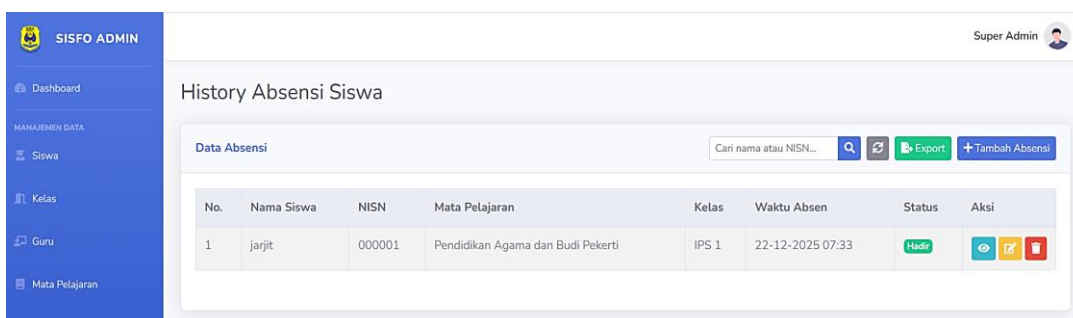 SISFO ADMIN
Super Admin
Dashboard
History Absensi Siswa
MANAJEMEN DATA
Siswa
Kelas
Guru
Mata Pelajaran
Data Absensi
Cari nama atau NISN...
Export
Tambah Absensi
No. Nama Siswa NISN Mata Pelajaran Kelas Waktu Absen Status Aksi
1 jarjit 000001 Pendidikan Agama dan Budi Pekerti IPS 1 22-12-2025 07:33 Hadir